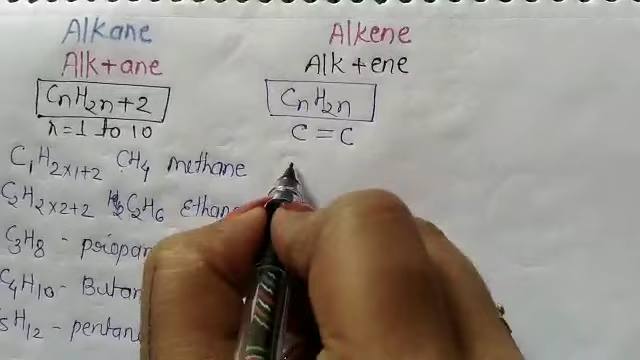 Alkane
Alk+ane
CnH2n+2
n=1 to 10
C1H2x1+2 CH4 methane
C2H2x2+2 C2H6 Ethan
C3H8 - propan
C4H10 - Butan
5H12 - pentan
Alkene
Alk+ene
CnH2n
C=C